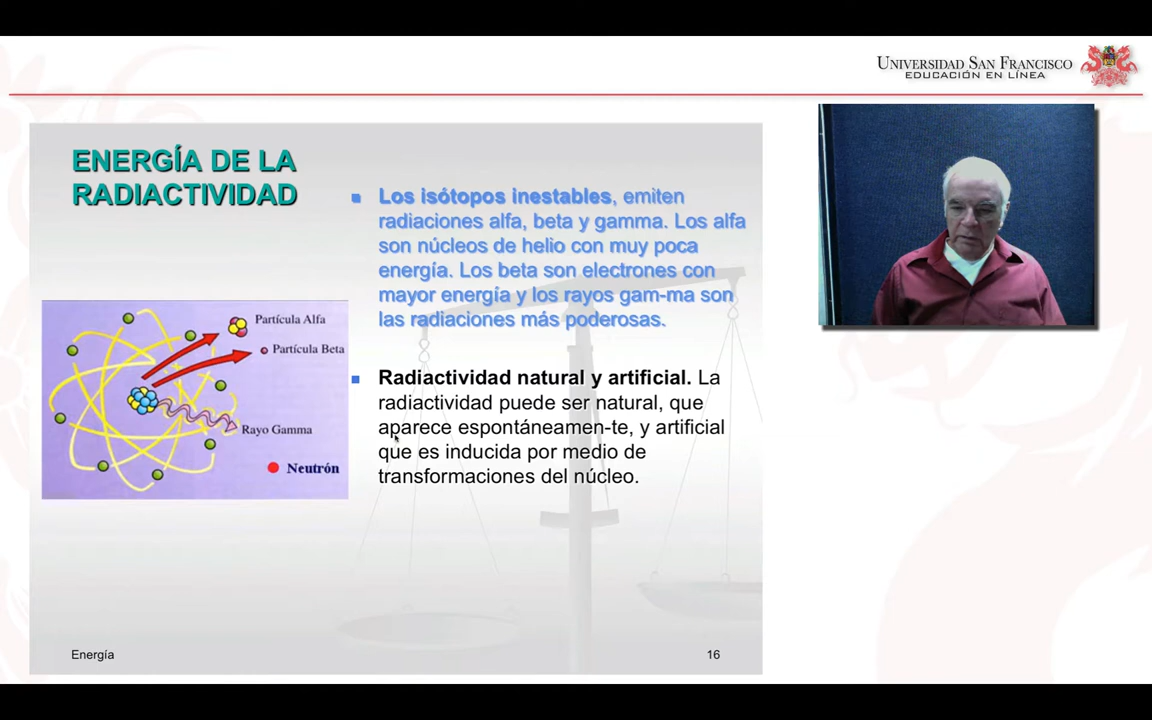 UNIVERSIDAD SAN FRANCISCO
EDUCACIÓN EN LÍNEA
ENERGÍA DE LA
RADIACTIVIDAD
Los isótopos inestables, emiten
radiaciones alfa, beta y gamma. Los alfa
son núcleos de helio con muy poca
energía. Los beta son electrones con
mayor energía y los rayos gam-ma son
las radiaciones más poderosas.
Partícula Alfa
Partícula Beta
Rayo Gamma
Neutrón
Radiactividad natural y artificial. La
radiactividad puede ser natural, que
aparece espontáneamen-te, y artificial
que es inducida por medio de
transformaciones del núcleo.
Energía
16